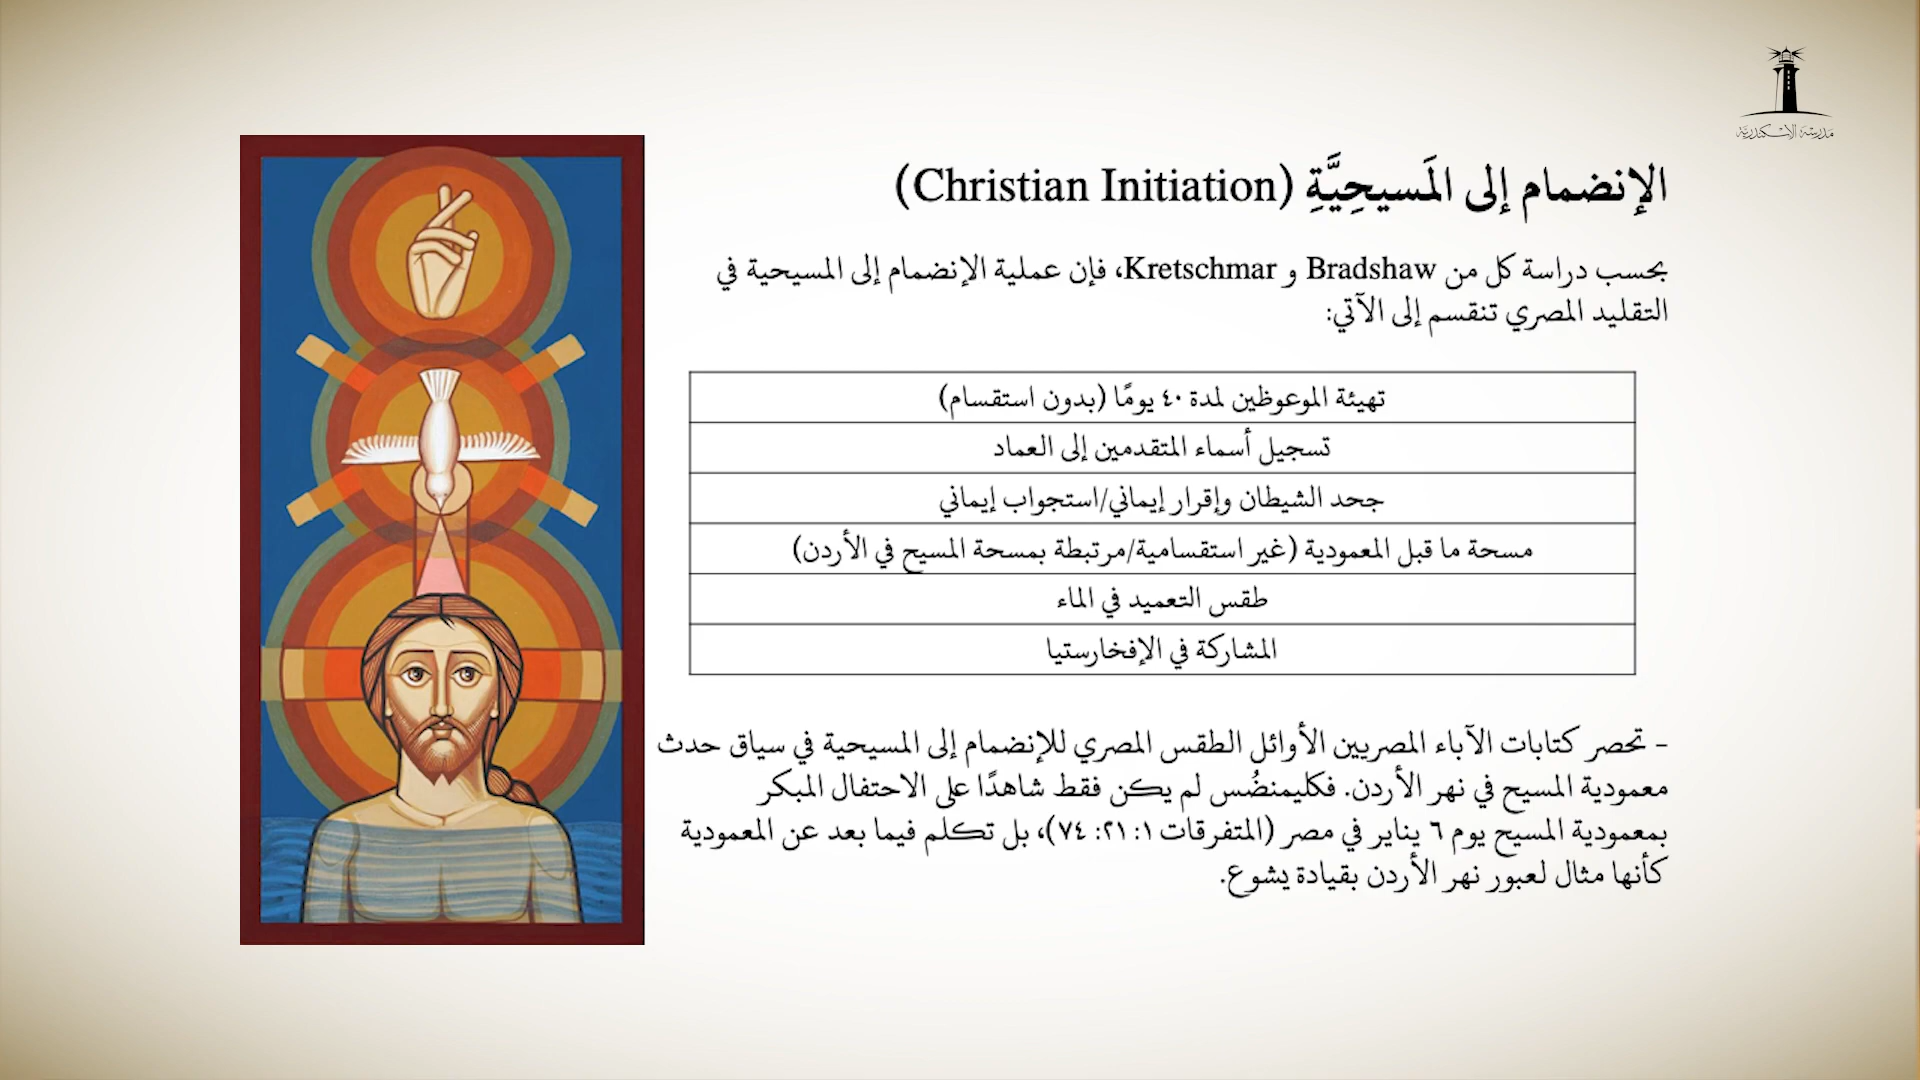 مدرسة الإسكندرية
الإنضمام إلى المَسيحِيَّةِ (Christian Initiation)
بحسب دراسة كل من Bradshaw و Kretschmar، فإن عملية الإنضمام إلى المسيحية في
التقليد المصري تنقسم إلى الآتي:
تهيئة الموعوظين لمدة ٤٠ يومًا (بدون استقسام)
تسجيل أسماء المتقدمين إلى العماد
جحد الشيطان وإقرار إيماني/استجواب إيماني
مسحة ما قبل المعمودية (غير استقسامية/مرتبطة بمسحة المسيح في الأردن)
طقس التعميد في الماء
المشاركة في الإفخارستيا
- تحصر كتابات الآباء المصريين الأوائل الطقس المصري للإنضمام إلى المسيحية في سياق حدث
معمودية المسيح في نهر الأردن. فكليمنضُس لم يكن فقط شاهدًا على الاحتفال المبكر
بمعمودية المسيح يوم ٦ يناير في مصر (المتفرقات ١: ٢١: ٧٤)، بل تكلم فيما بعد عن المعمودية
كأنها مثال لعبور نهر الأردن بقيادة يشوع.